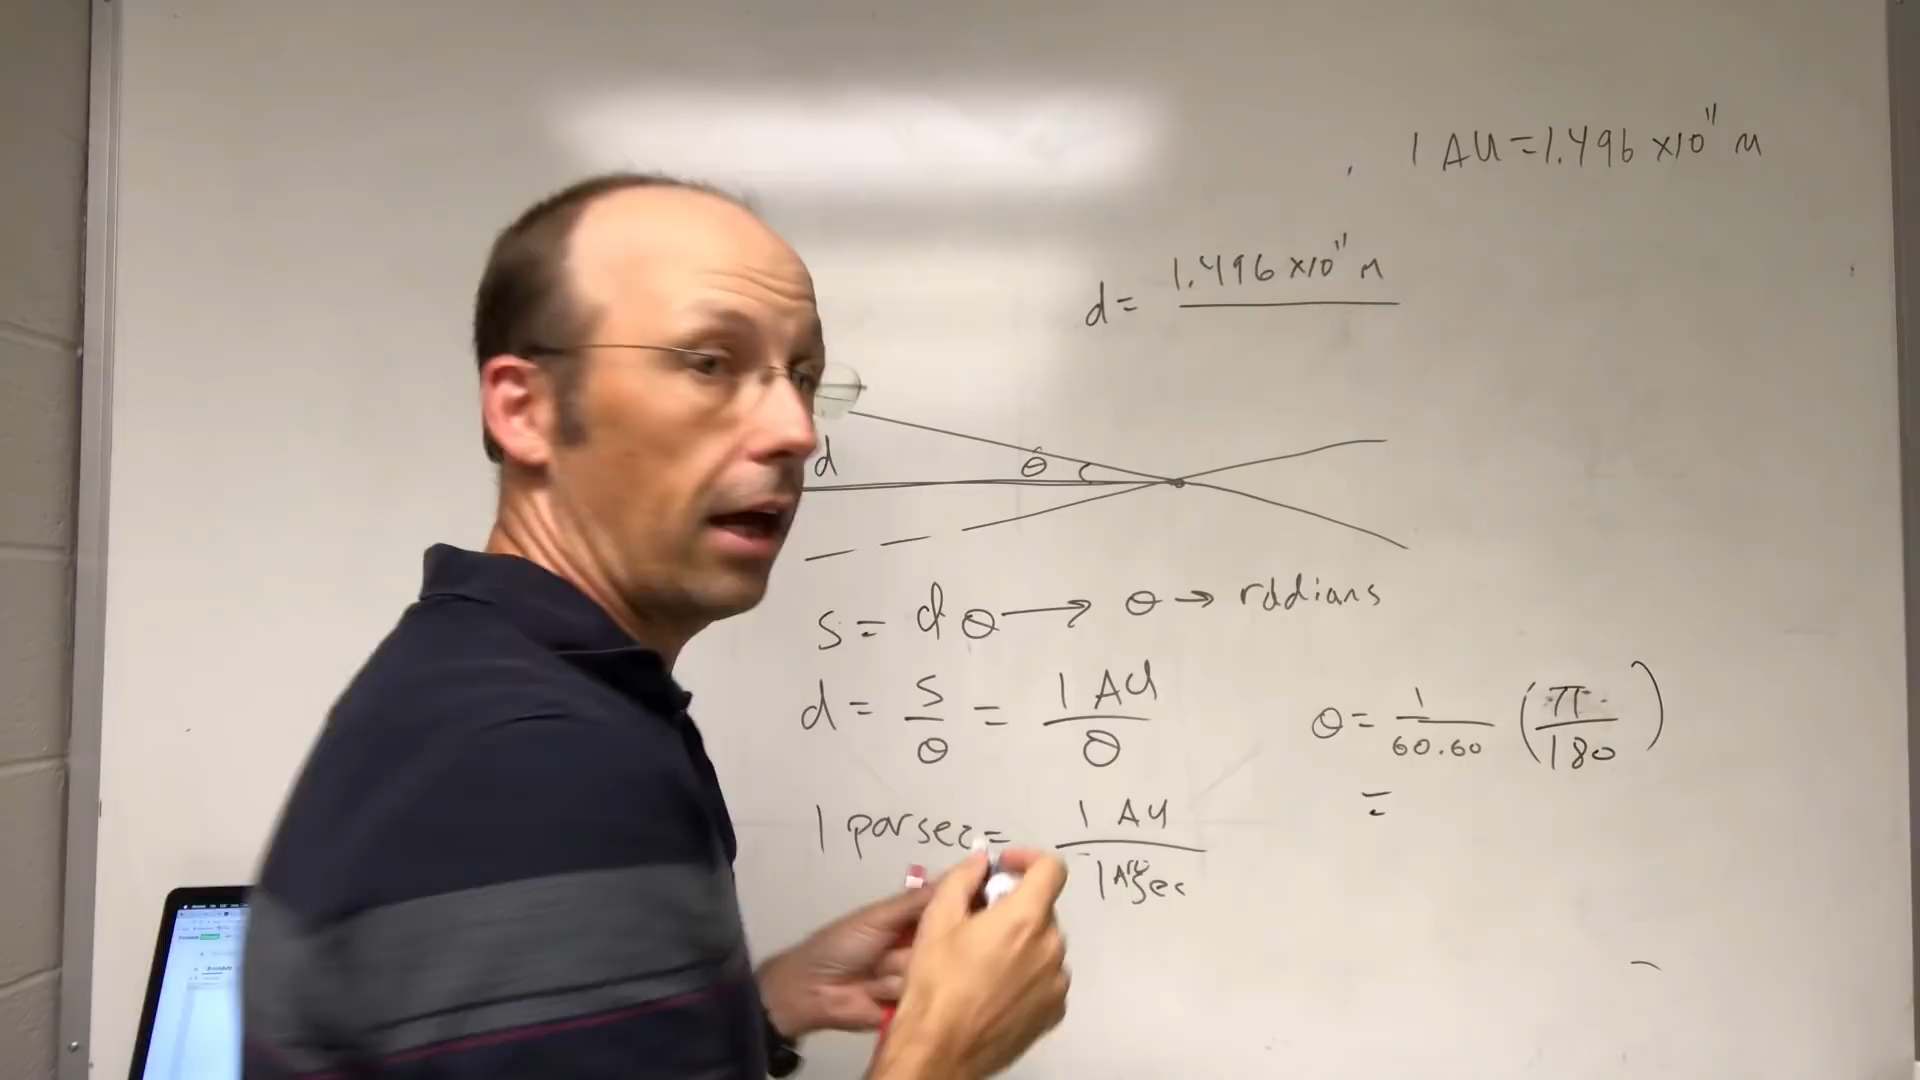 1 AU = 1.496 x10^11 m
d = 1.496 x10^11 m
d
θ
s = d θ → θ → radians
d = s/θ = 1 AU/θ
θ = 1/60.60 (π/180)
=
1 parsec = 1 AU/1 Arc sec